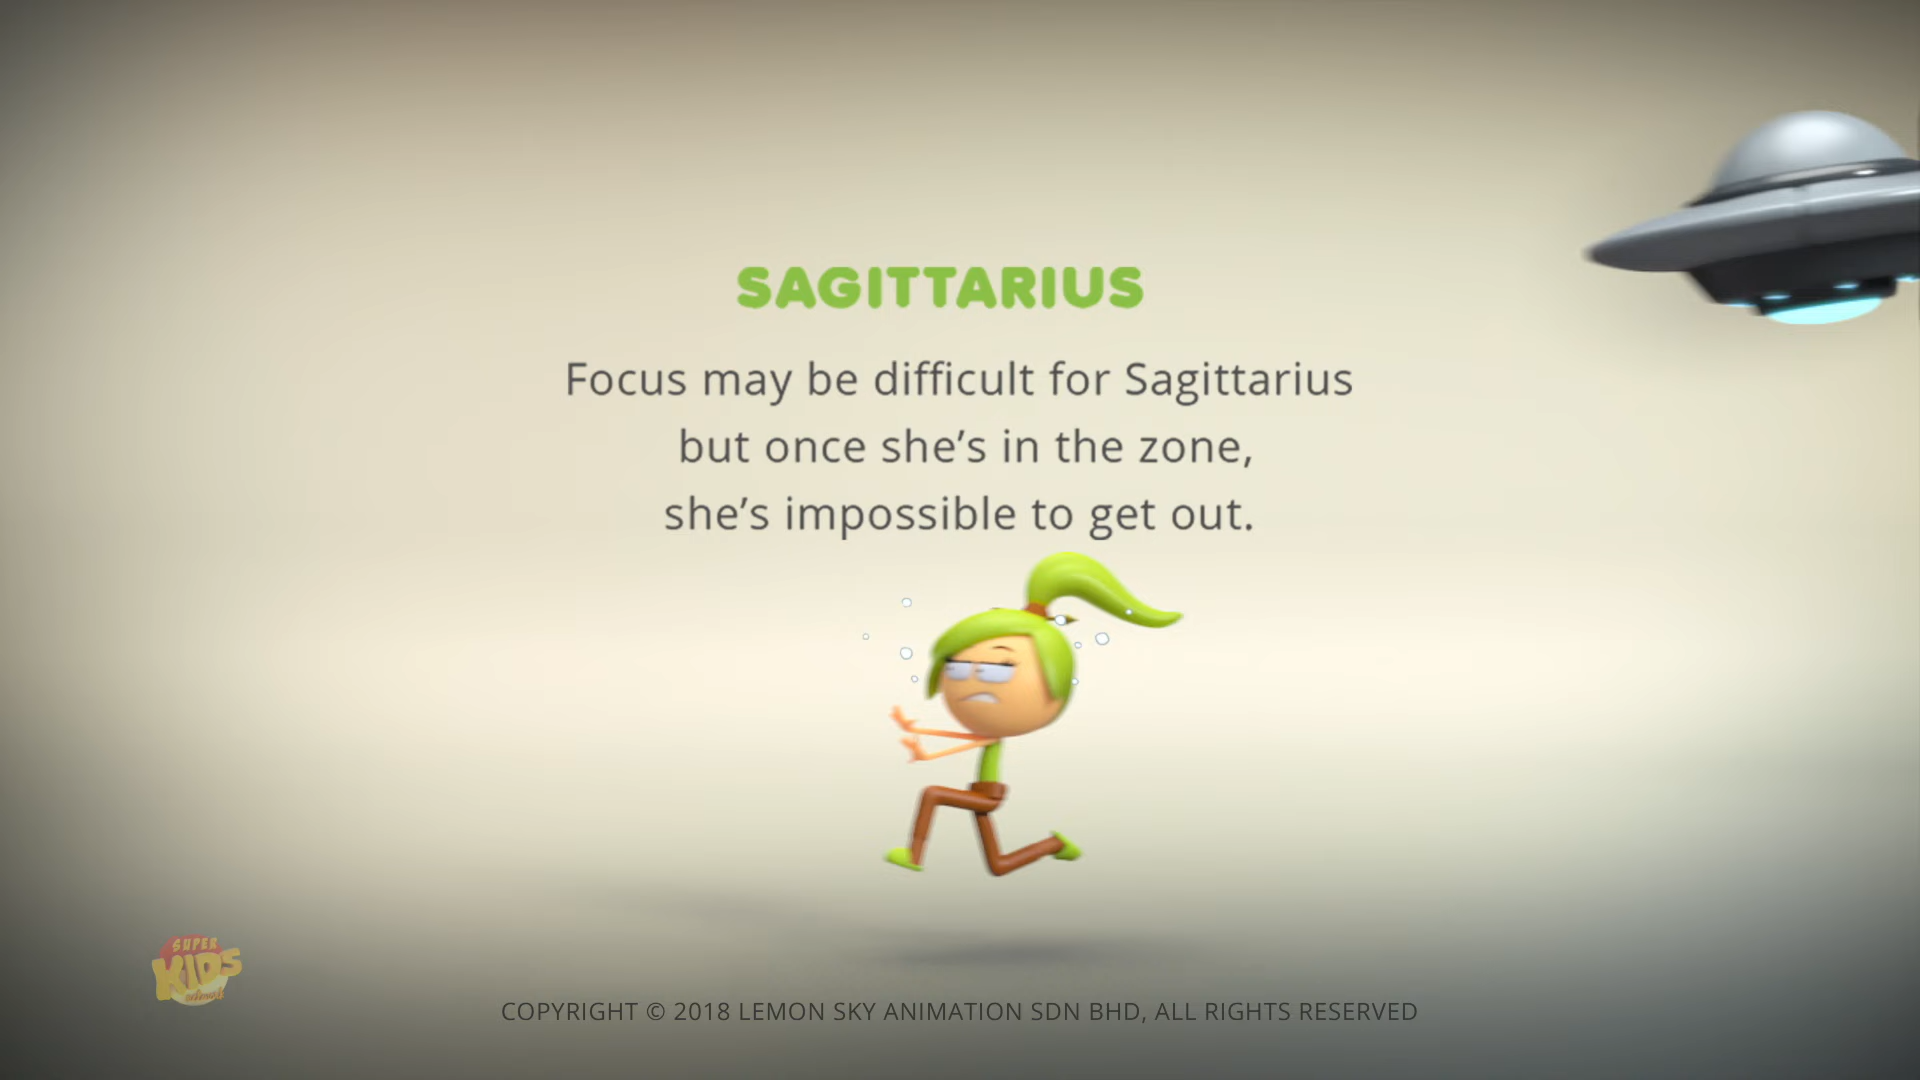 SAGITTARIUS
Focus may be difficult for Sagittarius
but once she’s in the zone,
she’s impossible to get out.
SUPER
KIDS
COPYRIGHT © 2018 LEMON SKY ANIMATION SDN BHD, ALL RIGHTS RESERVED